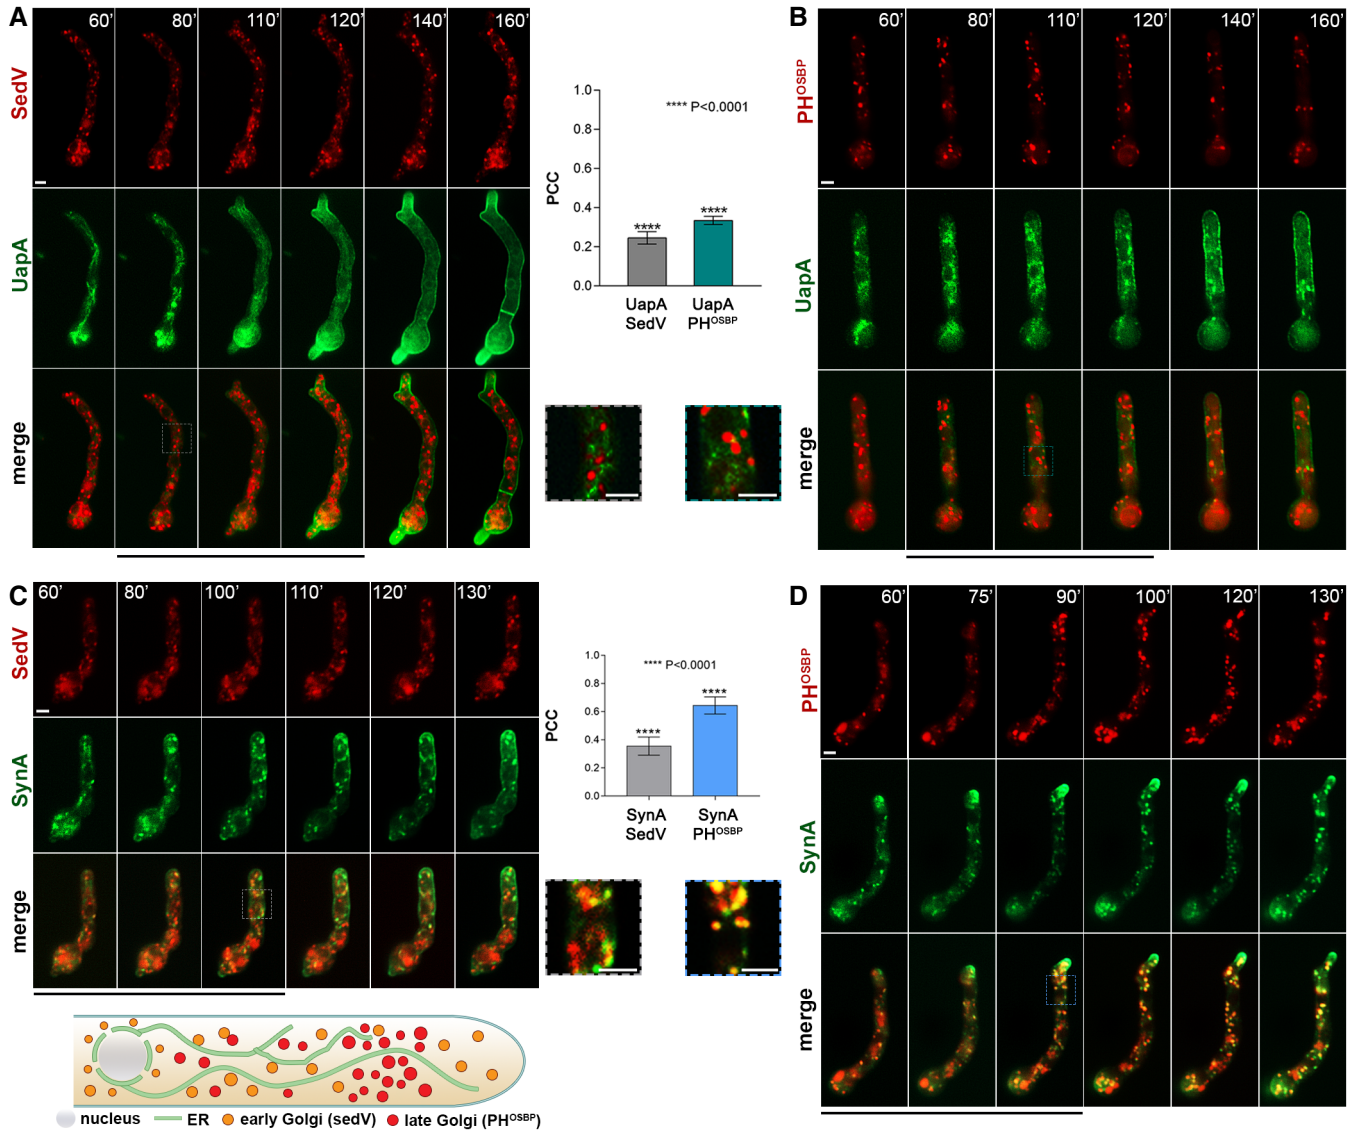 A
60’ 80’ 110’ 120’ 140’ 160’
SedV
UapA
merge
**** P<0.0001
1.0
0.8
0.6
0.4
0.2
0.0
PCC
****
****
UapA SedV
UapA PHOSBP
B
60’ 80’ 110’ 120’ 140’ 160’
PHOSBP
UapA
merge
C
60’ 80’ 100’ 110’ 120’ 130’
SedV
SynA
merge
**** P<0.0001
1.0
0.8
0.6
0.4
0.2
0.0
PCC
****
****
SynA SedV
SynA PHOSBP
D
60’ 75’ 90’ 100’ 120’ 130’
PHOSBP
SynA
merge
nucleus ER early Golgi (sedV) late Golgi (PHOSBP)